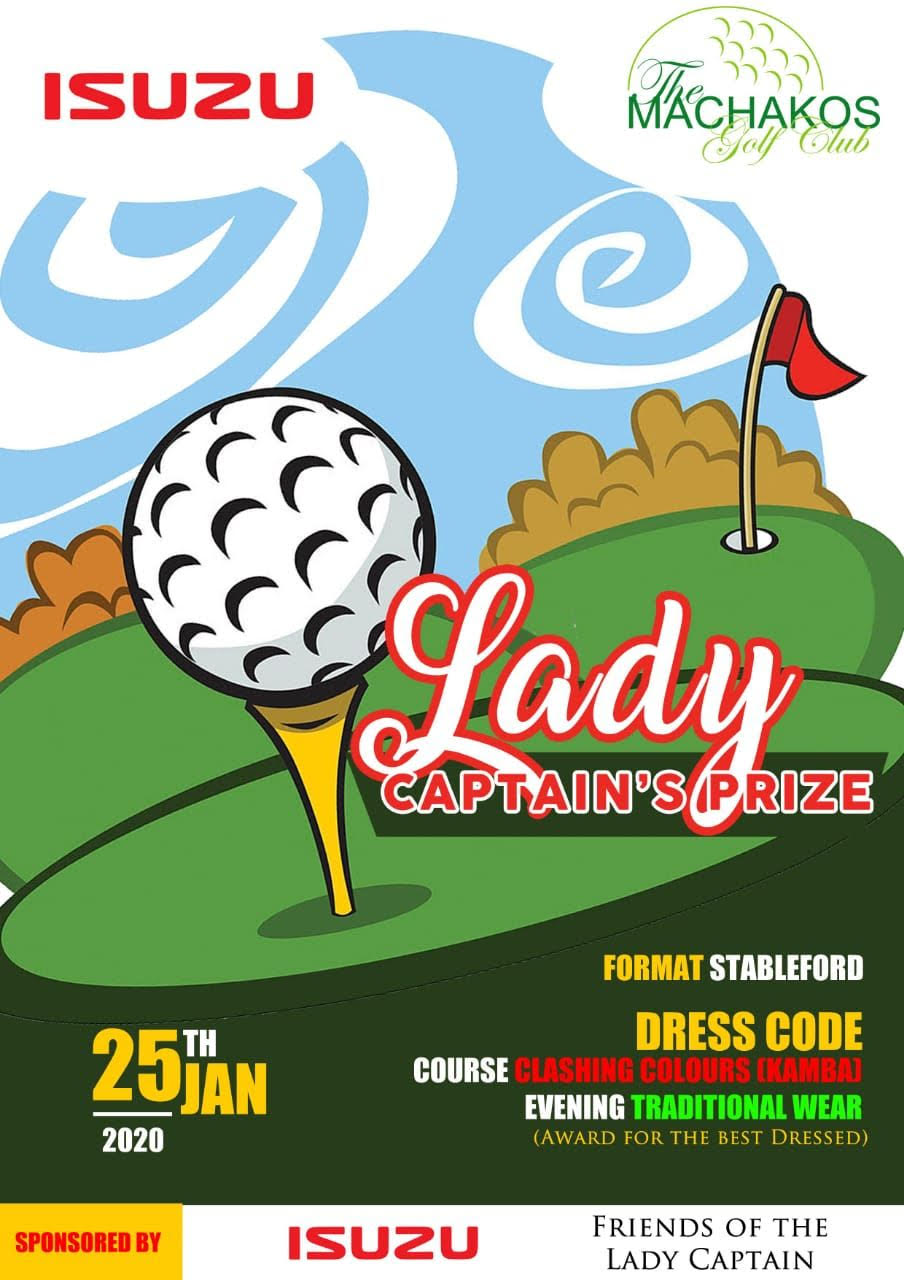 ISUZU
The
MACHAKOS
Golf Club
Lady
CAPTAIN'S PRIZE
FORMAT STABLEFORD
DRESS CODE
COURSE CLASHING COLOURS (KAMBA)
EVENING TRADITIONAL WEAR
(AWARD FOR THE BEST DRESSED)
25TH
JAN
2020
SPONSORED BY
ISUZU
FRIENDS OF THE
LADY CAPTAIN